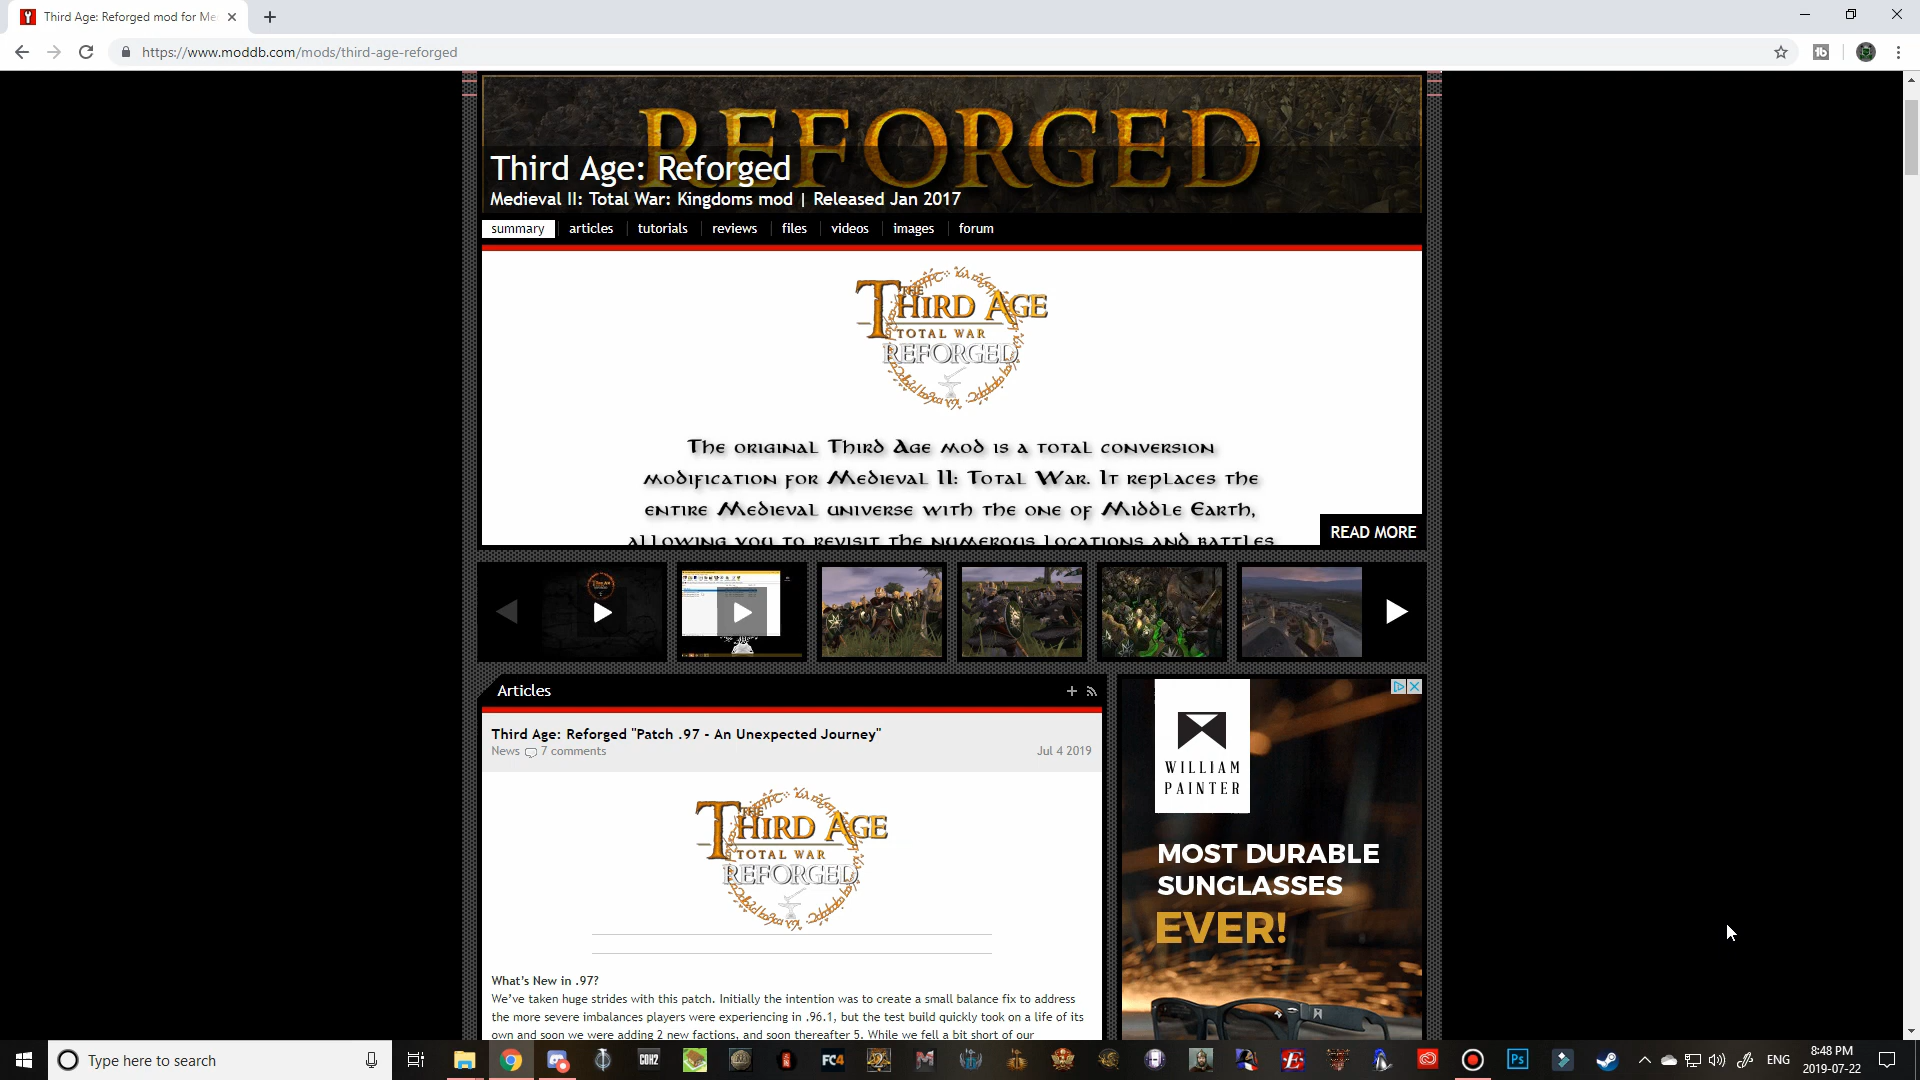 Third Age: Reforged mod for Me
https://www.moddb.com/mods/third-age-reforged
REFORGED
Third Age: Reforged
Medieval II: Total War: Kingdoms mod | Released Jan 2017
summary articles tutorials reviews files videos images forum
THE
THIRD AGE
TOTAL WAR
REFORGED
The original Third Age mod is a total conversion
modification for Medieval II: Total War. It replaces the
entire Medieval universe with the one of Middle Earth,
allowing you to revisit the numerous locations and battles
READ MORE
Articles
Third Age: Reforged "Patch .97 - An Unexpected Journey"
News 7 comments Jul 4 2019
THE
THIRD AGE
TOTAL WAR
REFORGED
What's New in .97?
We've taken huge strides with this patch. Initially the intention was to create a small balance fix to address
the more severe imbalances players were experiencing in .96.1, but the test build quickly took on a life of its
own and soon we were adding 2 new factions, and soon thereafter 5. While we fell a bit short of our
WILLIAM
PAINTER
MOST DURABLE
SUNGLASSES
EVER!
Type here to search
COH2
FC4
Ps
ENG
8:48 PM
2019-07-22